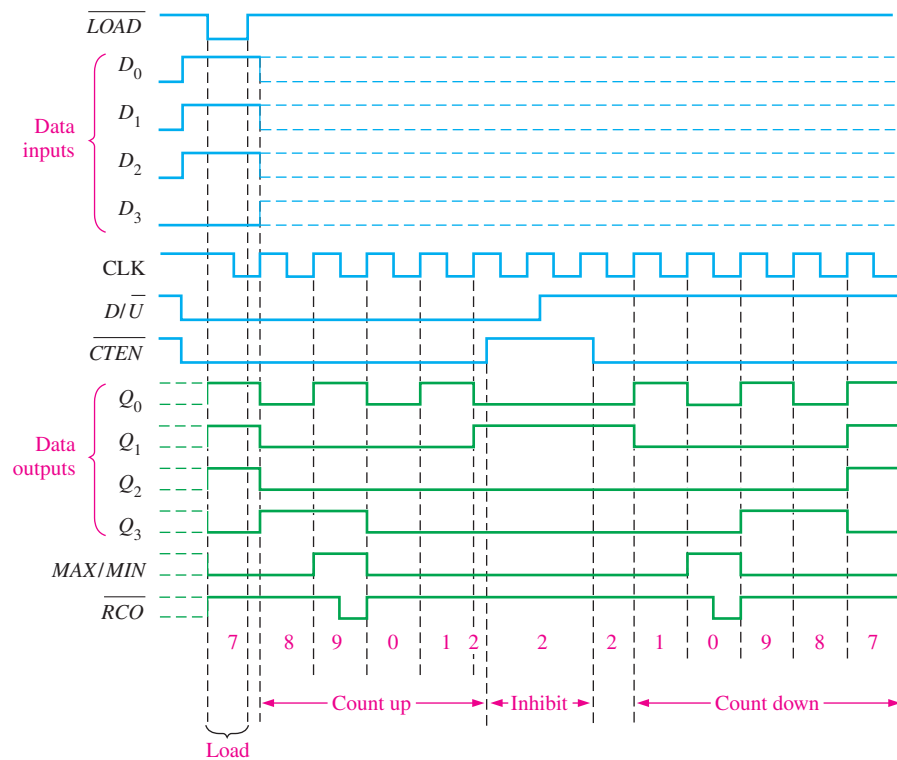 LOAD
D0
D1
Data
inputs
D2
D3
CLK
D/U
CTEN
Q0
Q1
Data
outputs
Q2
Q3
MAX/MIN
RCO
7 8 9 0 1 2 2 2 1 0 9 8 7
Count up Inhibit Count down
Load